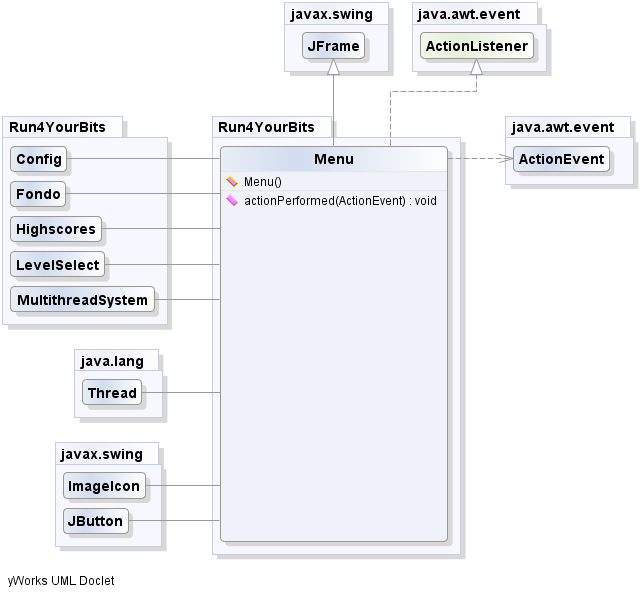 javax.swing
JFrame
java.awt.event
ActionListener
Run4YourBits
Config
Fondo
Highscores
LevelSelect
MultithreadSystem
Run4YourBits
Menu
Menu()
actionPerformed(ActionEvent) : void
java.awt.event
ActionEvent
java.lang
Thread
javax.swing
ImageIcon
JButton
yWorks UML Doclet